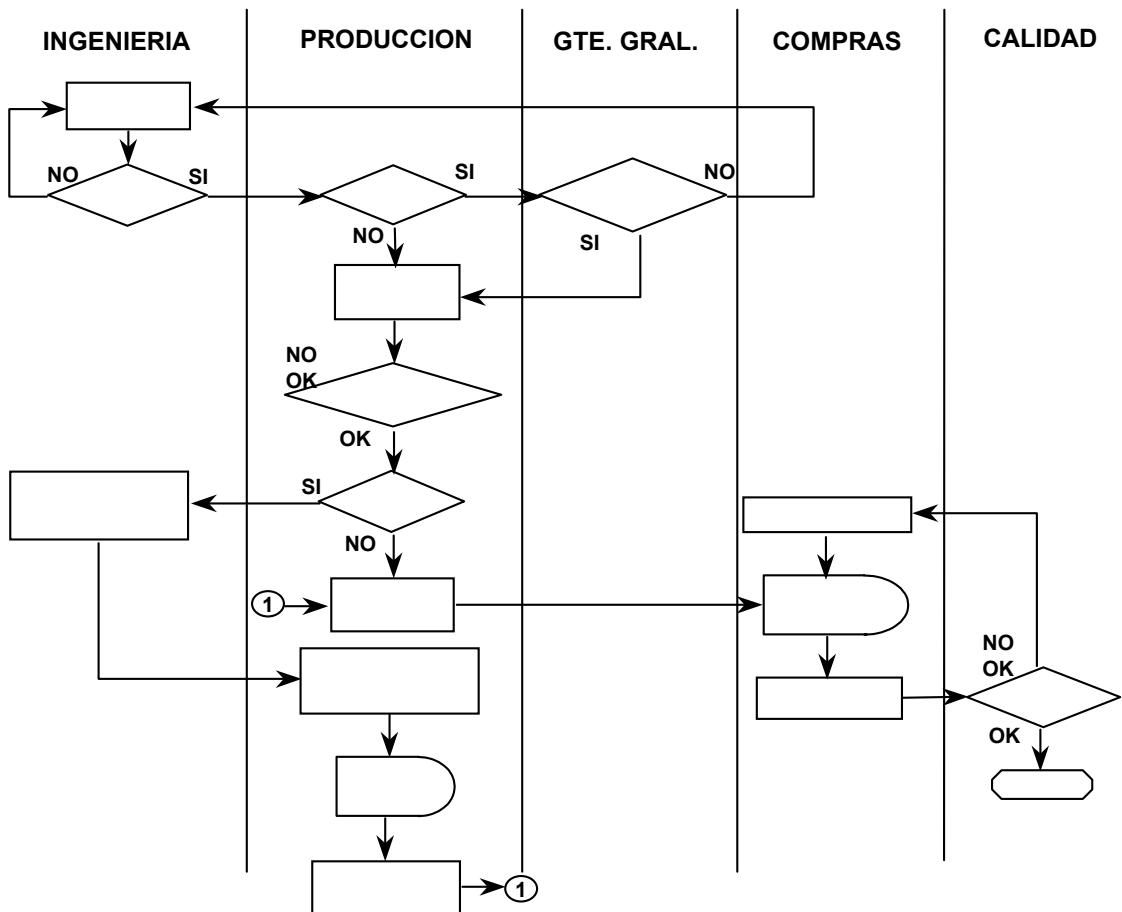 INGENIERIA
PRODUCCION
GTE. GRAL.
COMPRAS
CALIDAD
NO
SI
SI
NO
NO
SI
NO
OK
OK
SI
NO
1
NO
OK
OK
1